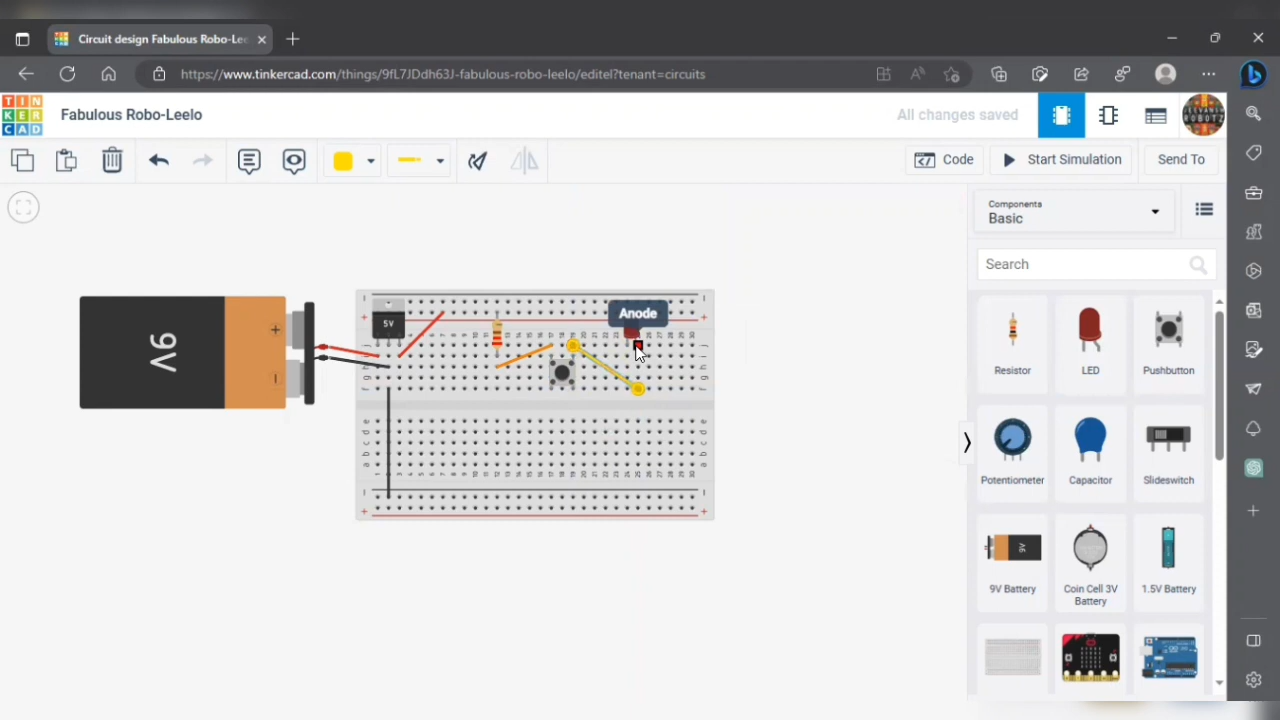 Circuit design Fabulous Robo-Lee
https://www.tinkercad.com/things/9fL7JDdh63J-fabulous-robo-leelo/editel?tenant=circuits
TIN
KER
CAD
Fabulous Robo-Leelo
All changes saved
Code
Start Simulation
Send To
Components
Basic
Search
9V
5V
Anode
Resistor
LED
Pushbutton
Potentiometer
Capacitor
Slideswitch
9V
9V Battery
Coin Cell 3V
Battery
1.5V Battery